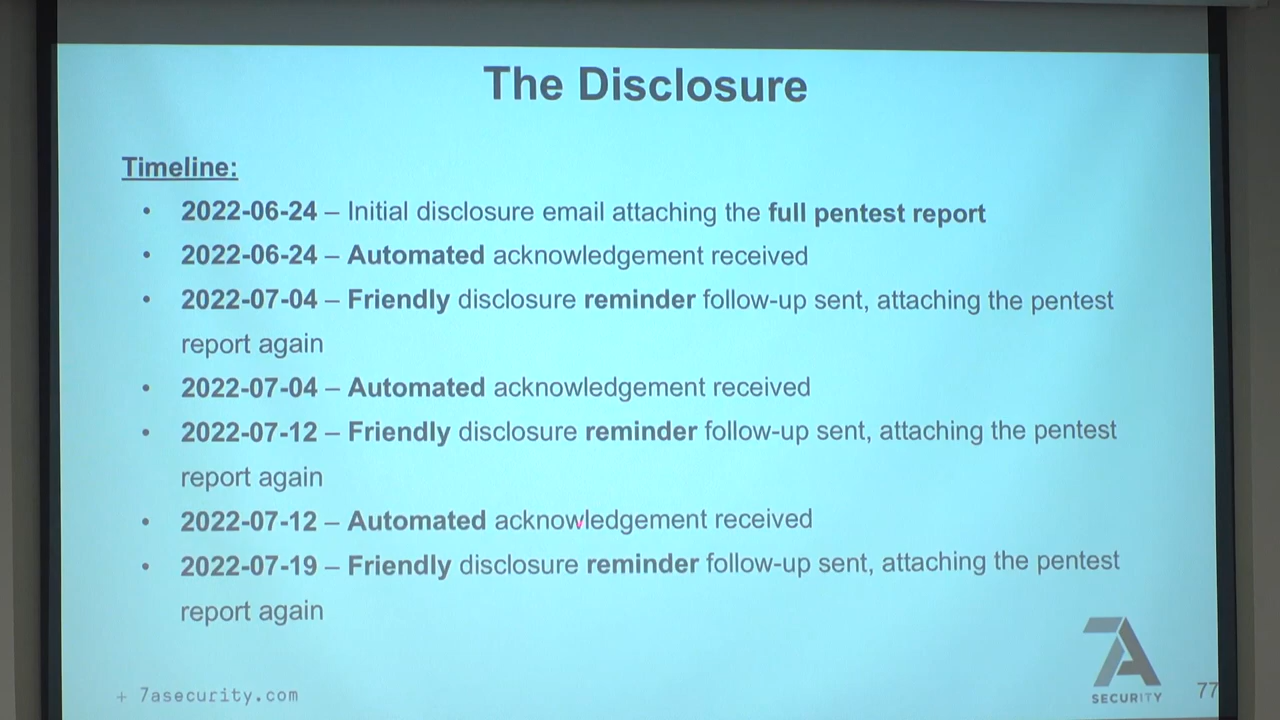 The Disclosure
Timeline:
• 2022-06-24 – Initial disclosure email attaching the full pentest report
• 2022-06-24 – Automated acknowledgement received
• 2022-07-04 – Friendly disclosure reminder follow-up sent, attaching the pentest
report again
• 2022-07-04 – Automated acknowledgement received
• 2022-07-12 – Friendly disclosure reminder follow-up sent, attaching the pentest
report again
• 2022-07-12 – Automated acknowledgement received
• 2022-07-19 – Friendly disclosure reminder follow-up sent, attaching the pentest
report again
+ 7asecurity.com
7A
SECURITY
77